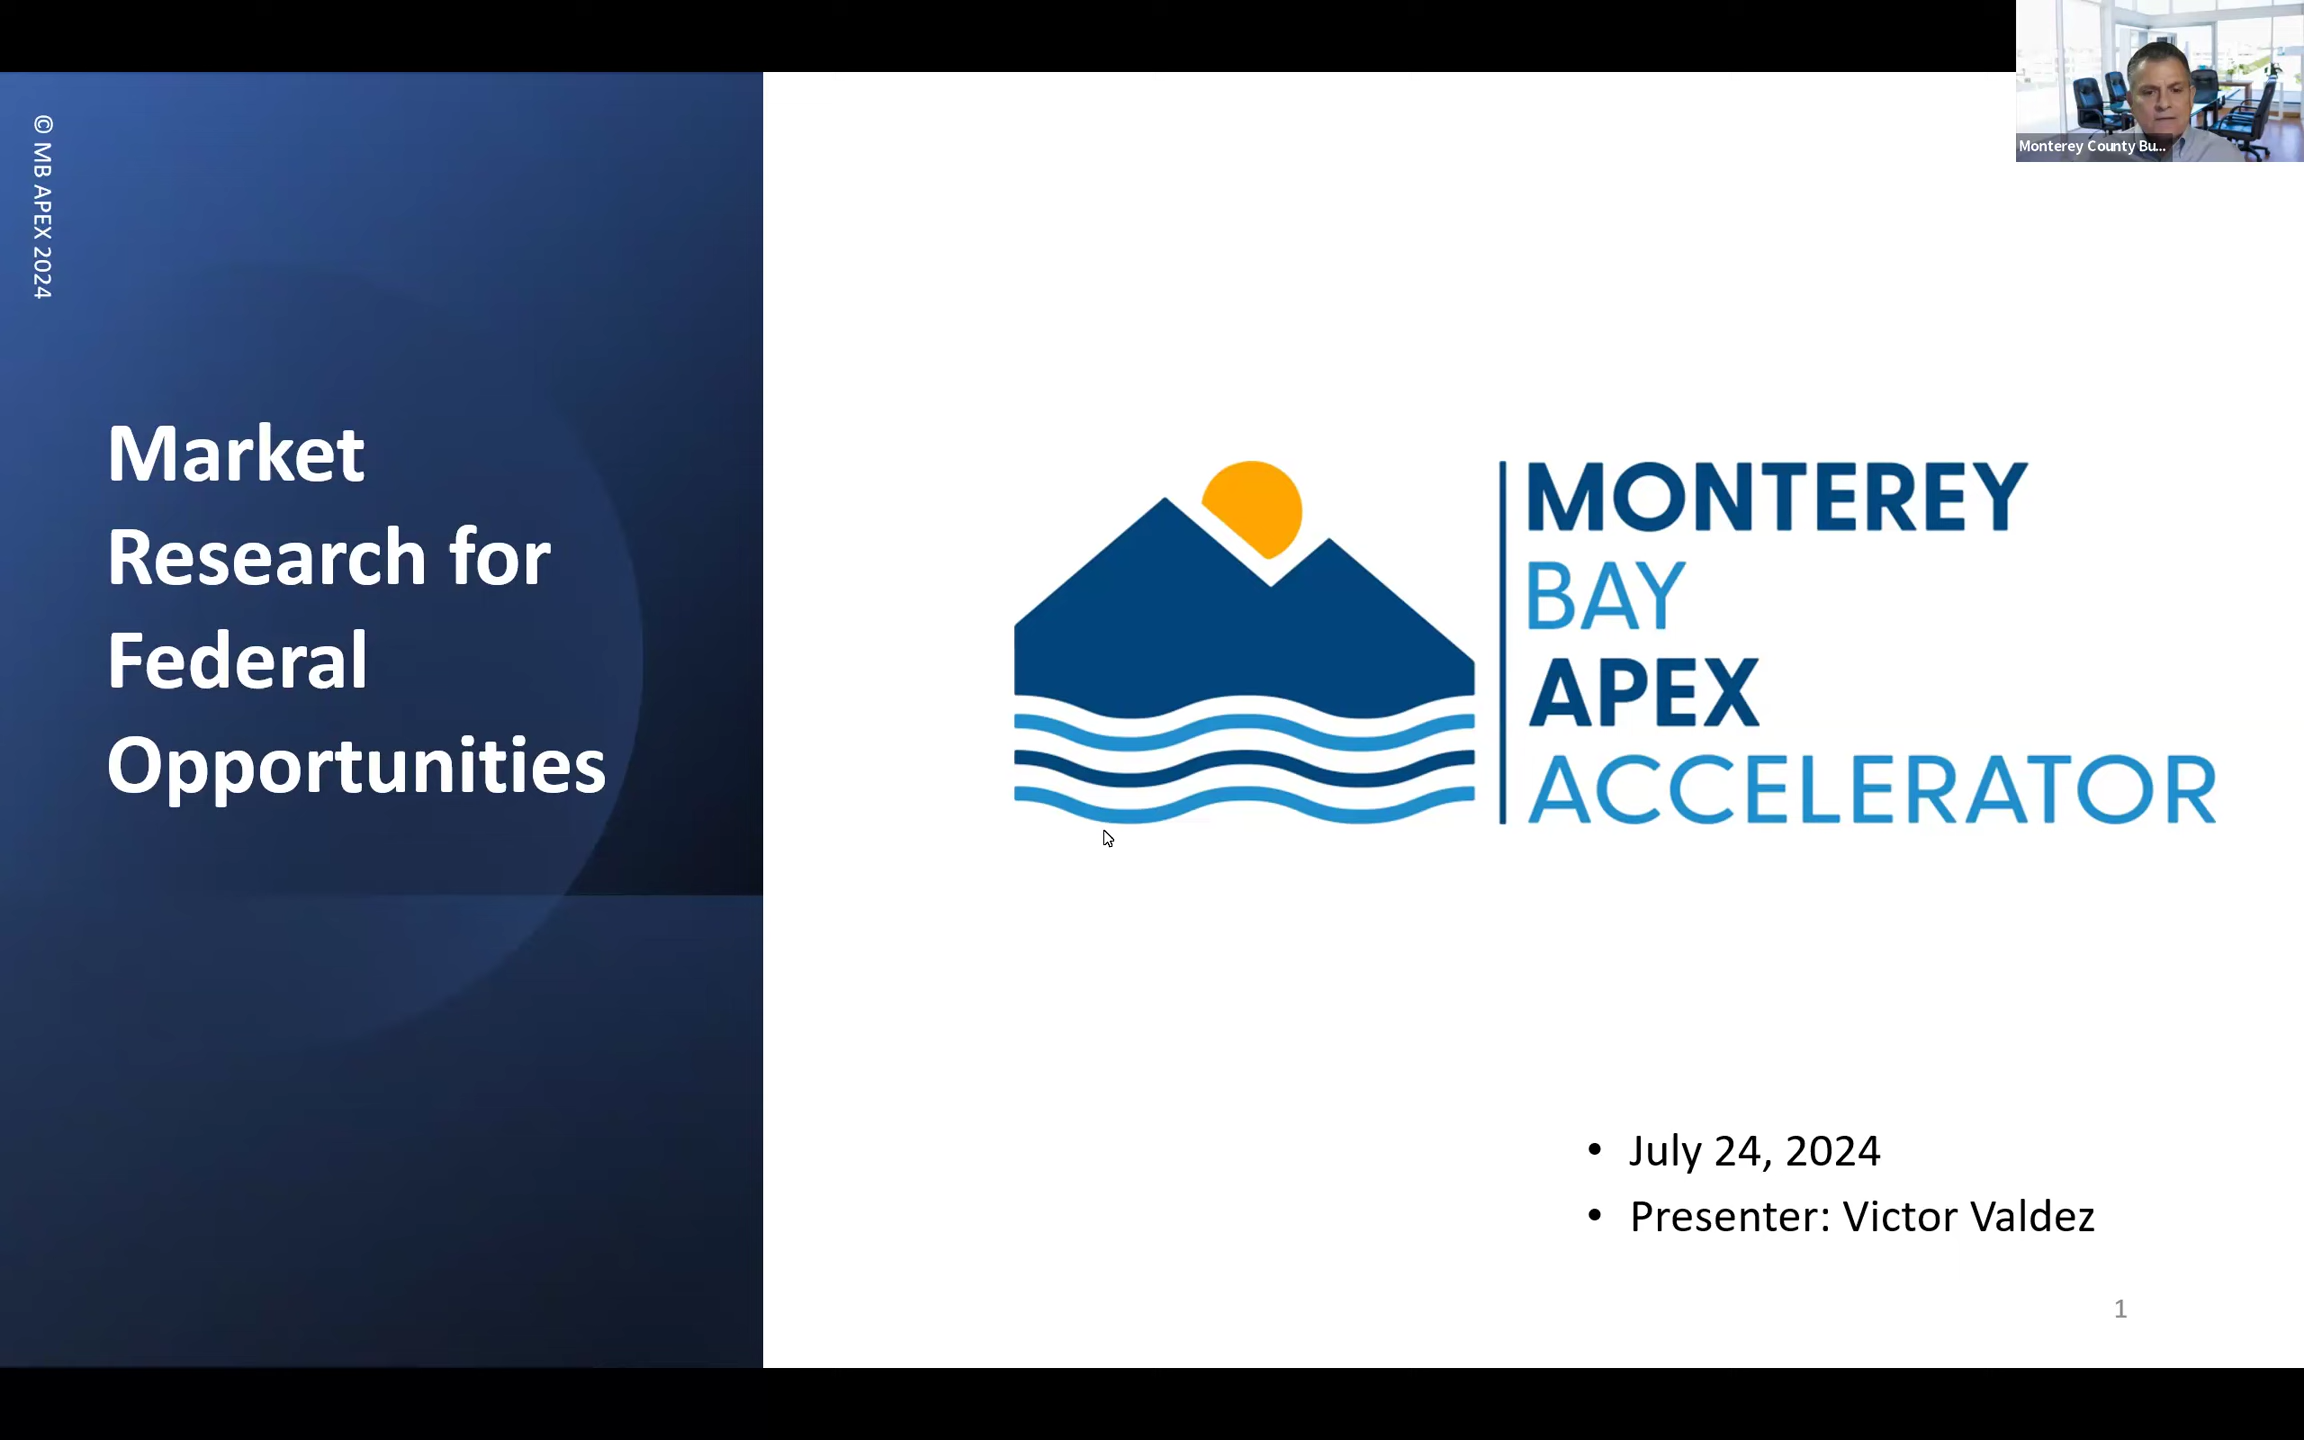 © MB APEX 2024
Market
Research for
Federal
Opportunities
MONTEREY
BAY
APEX
ACCELERATOR
• July 24, 2024
• Presenter: Victor Valdez
1
Monterey County Bu...